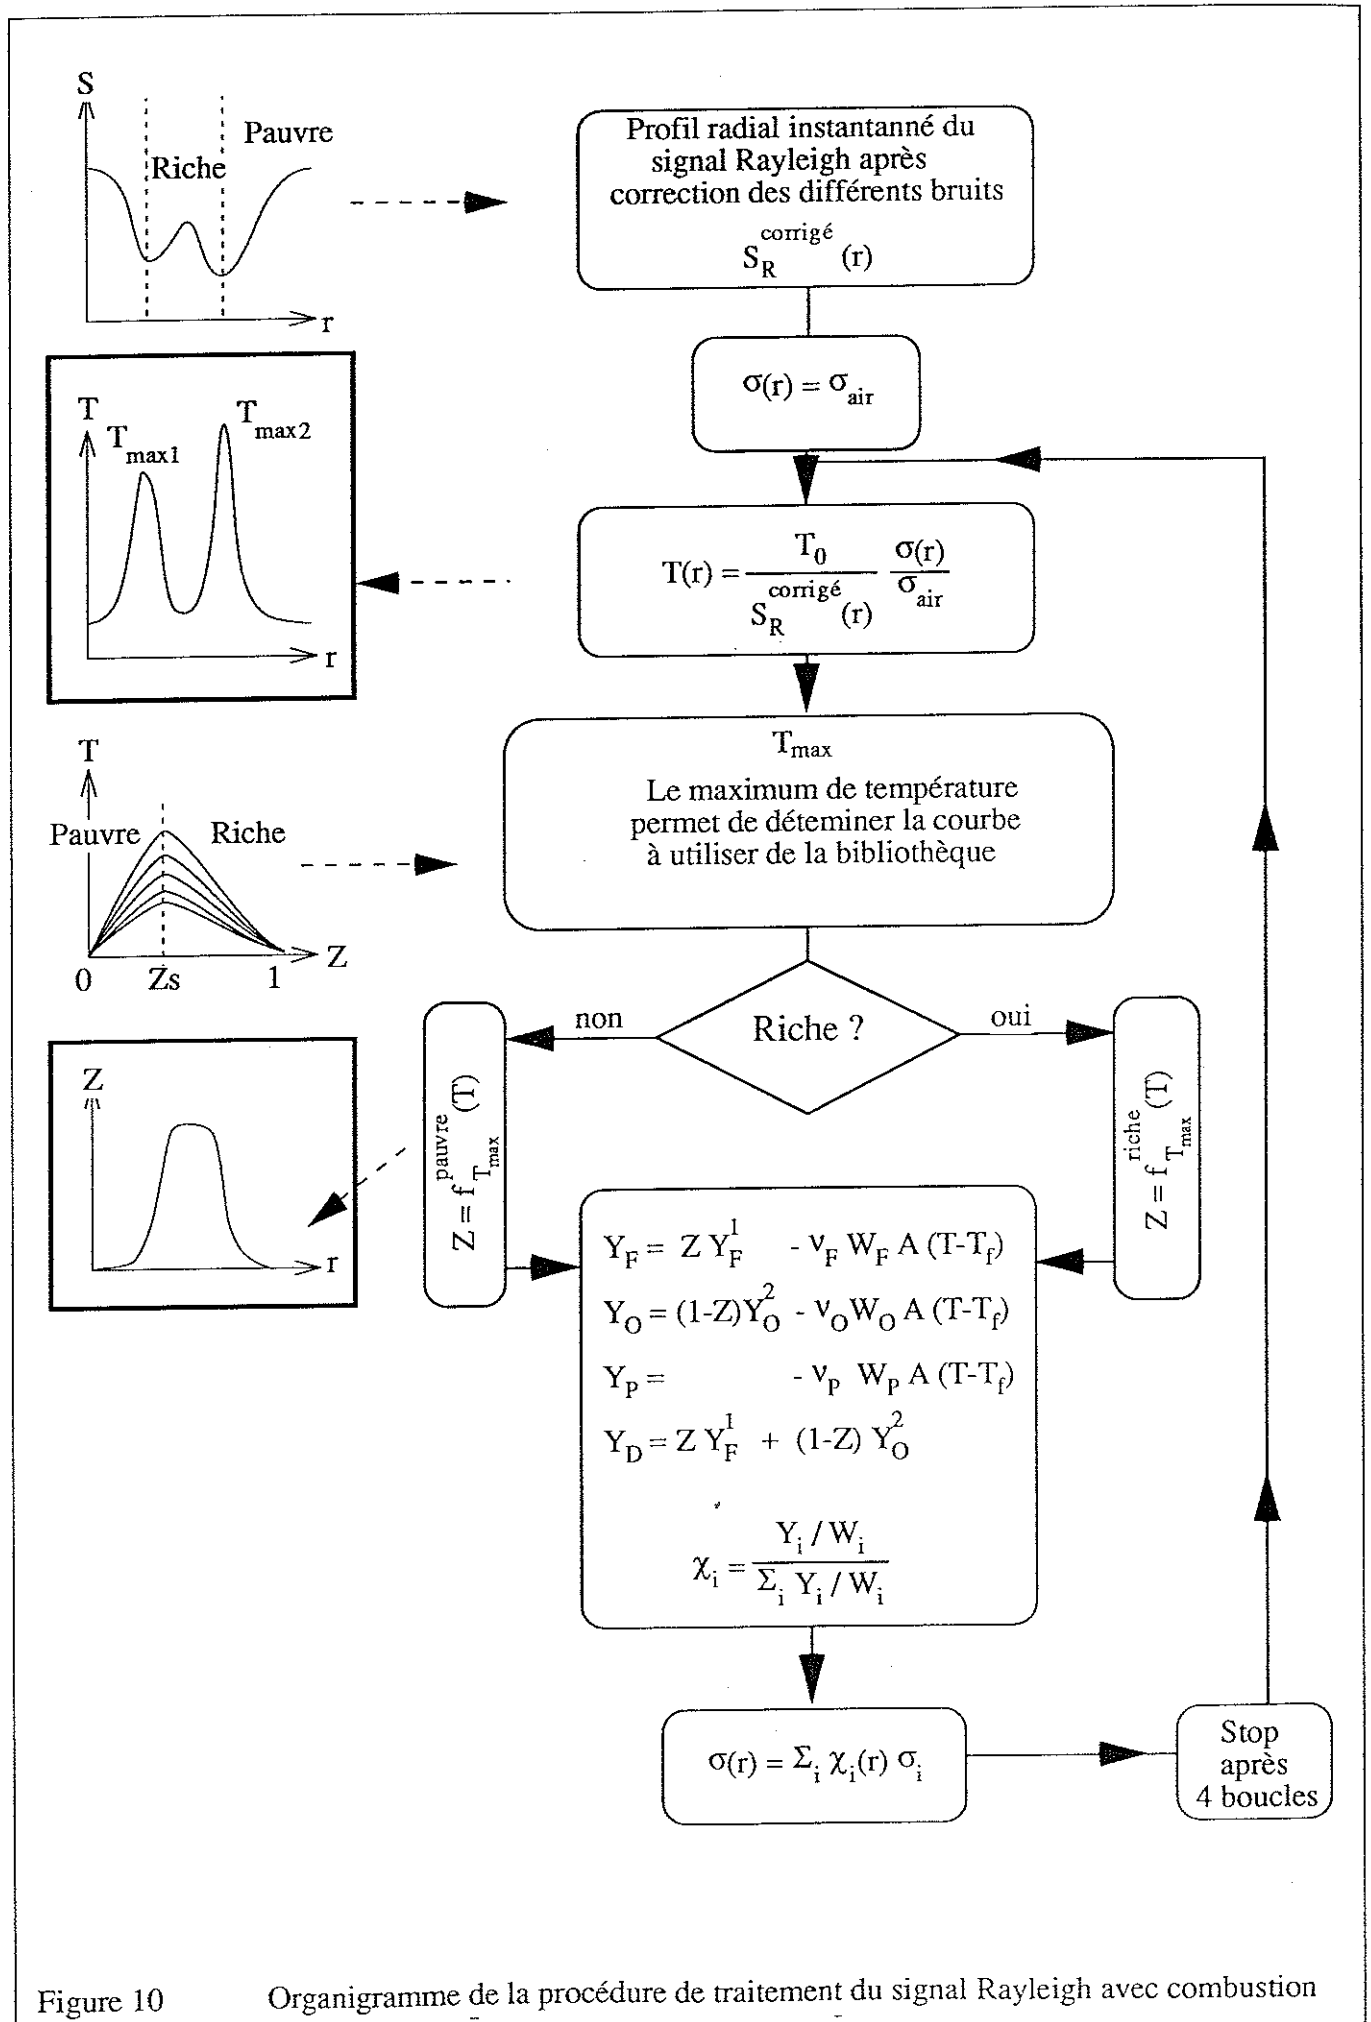 S
Pauvre
Riche
r
Profil radial instantanné du
signal Rayleigh après
correction des différents bruits
S_R^corrigé (r)
σ(r) = σ_air
T
T_max1
T_max2
r
T(r) = T_0 / S_R^corrigé (r) σ(r) / σ_air
T_max
Le maximum de température
permet de déteminer la courbe
à utiliser de la bibliothèque
T
Pauvre
Riche
0
Zs
1
Z
non
Riche ?
oui
Z = f_T_max^pauvre (T)
Z = f_T_max^riche (T)
Z
r
Y_F = Z Y_F^1 - ν_F W_F A (T-T_f)
Y_O = (1-Z)Y_O^2 - ν_O W_O A (T-T_f)
Y_P = - ν_P W_P A (T-T_f)
Y_D = Z Y_F^1 + (1-Z) Y_O^2
χ_i = Y_i / W_i / Σ_i Y_i / W_i
σ(r) = Σ_i χ_i(r) σ_i
Stop
après
4 boucles
Figure 10 Organigramme de la procédure de traitement du signal Rayleigh avec combustion